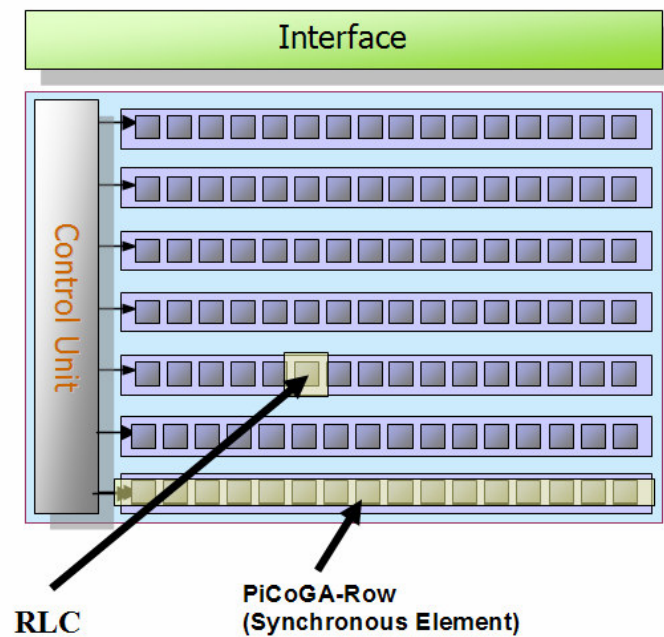 Interface
Control Unit
RLC
PiCoGA-Row
(Synchronous Element)